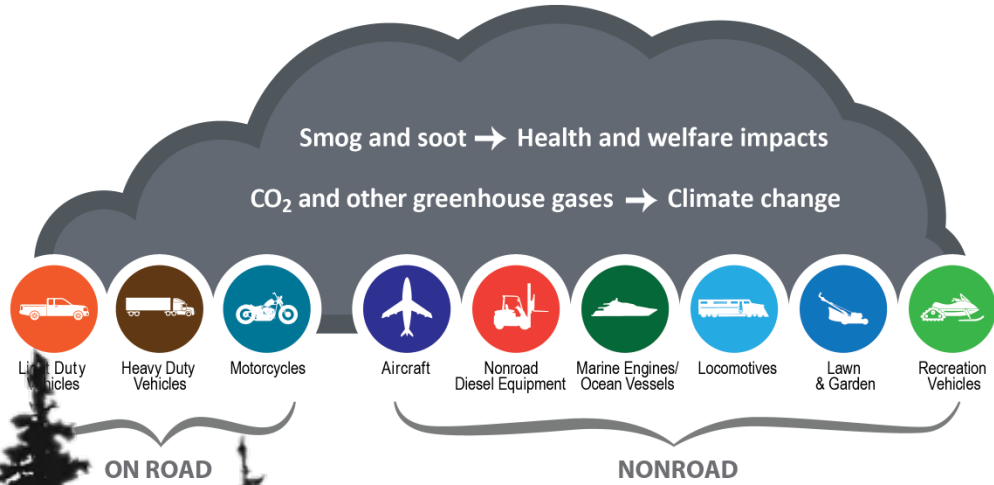 Smog and soot → Health and welfare impacts
CO₂ and other greenhouse gases → Climate change
Duty
Heavy Duty
Vehicles
Motorcycles
Aircraft
Nonroad
Diesel Equipment
Marine Engines/
Ocean Vessels
Locomotives
Lawn
& Garden
Recreation
Vehicles
ON ROAD
NONROAD